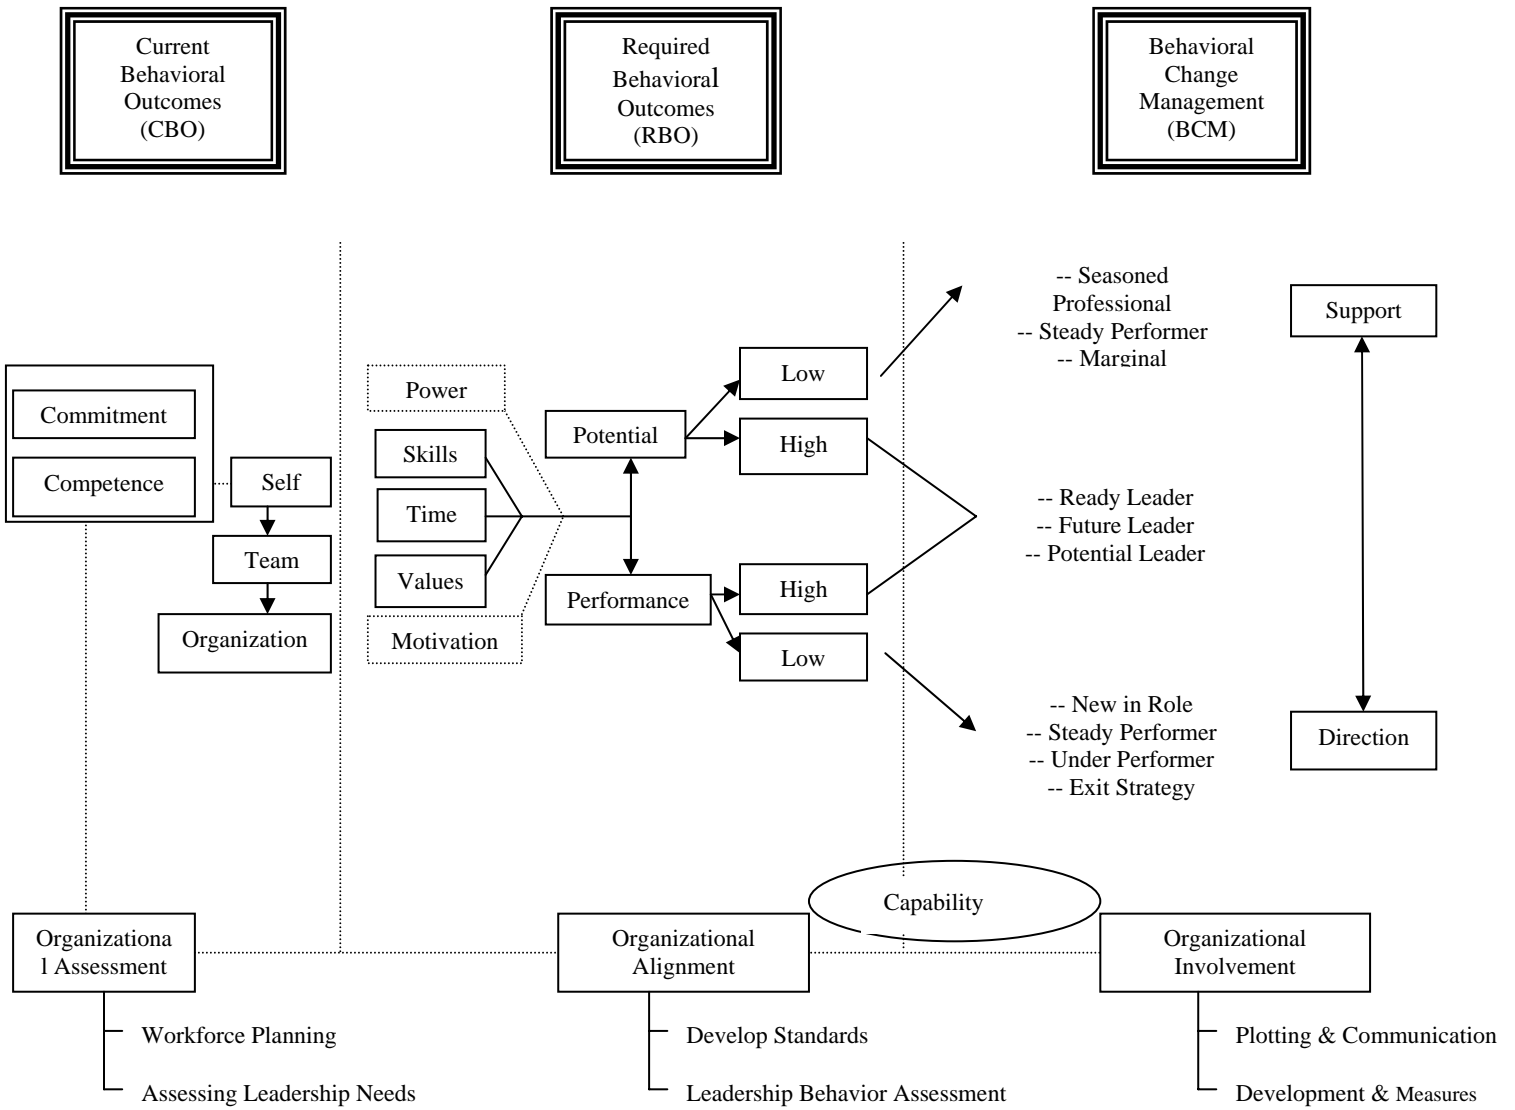 Current
Behavioral
Outcomes
(CBO)
Required
Behavioral
Outcomes
(RBO)
Behavioral
Change
Management
(BCM)
Commitment
Competence
Self
Team
Organization
Power
Skills
Time
Values
Motivation
Potential
Performance
Low
High
High
Low
-- Seasoned
Professional
-- Steady Performer
-- Marginal
-- Ready Leader
-- Future Leader
-- Potential Leader
-- New in Role
-- Steady Performer
-- Under Performer
-- Exit Strategy
Support
Direction
Capability
Organizationa
l Assessment
Workforce Planning
Assessing Leadership Needs
Organizational
Alignment
Develop Standards
Leadership Behavior Assessment
Organizational
Involvement
Plotting & Communication
Development & Measures